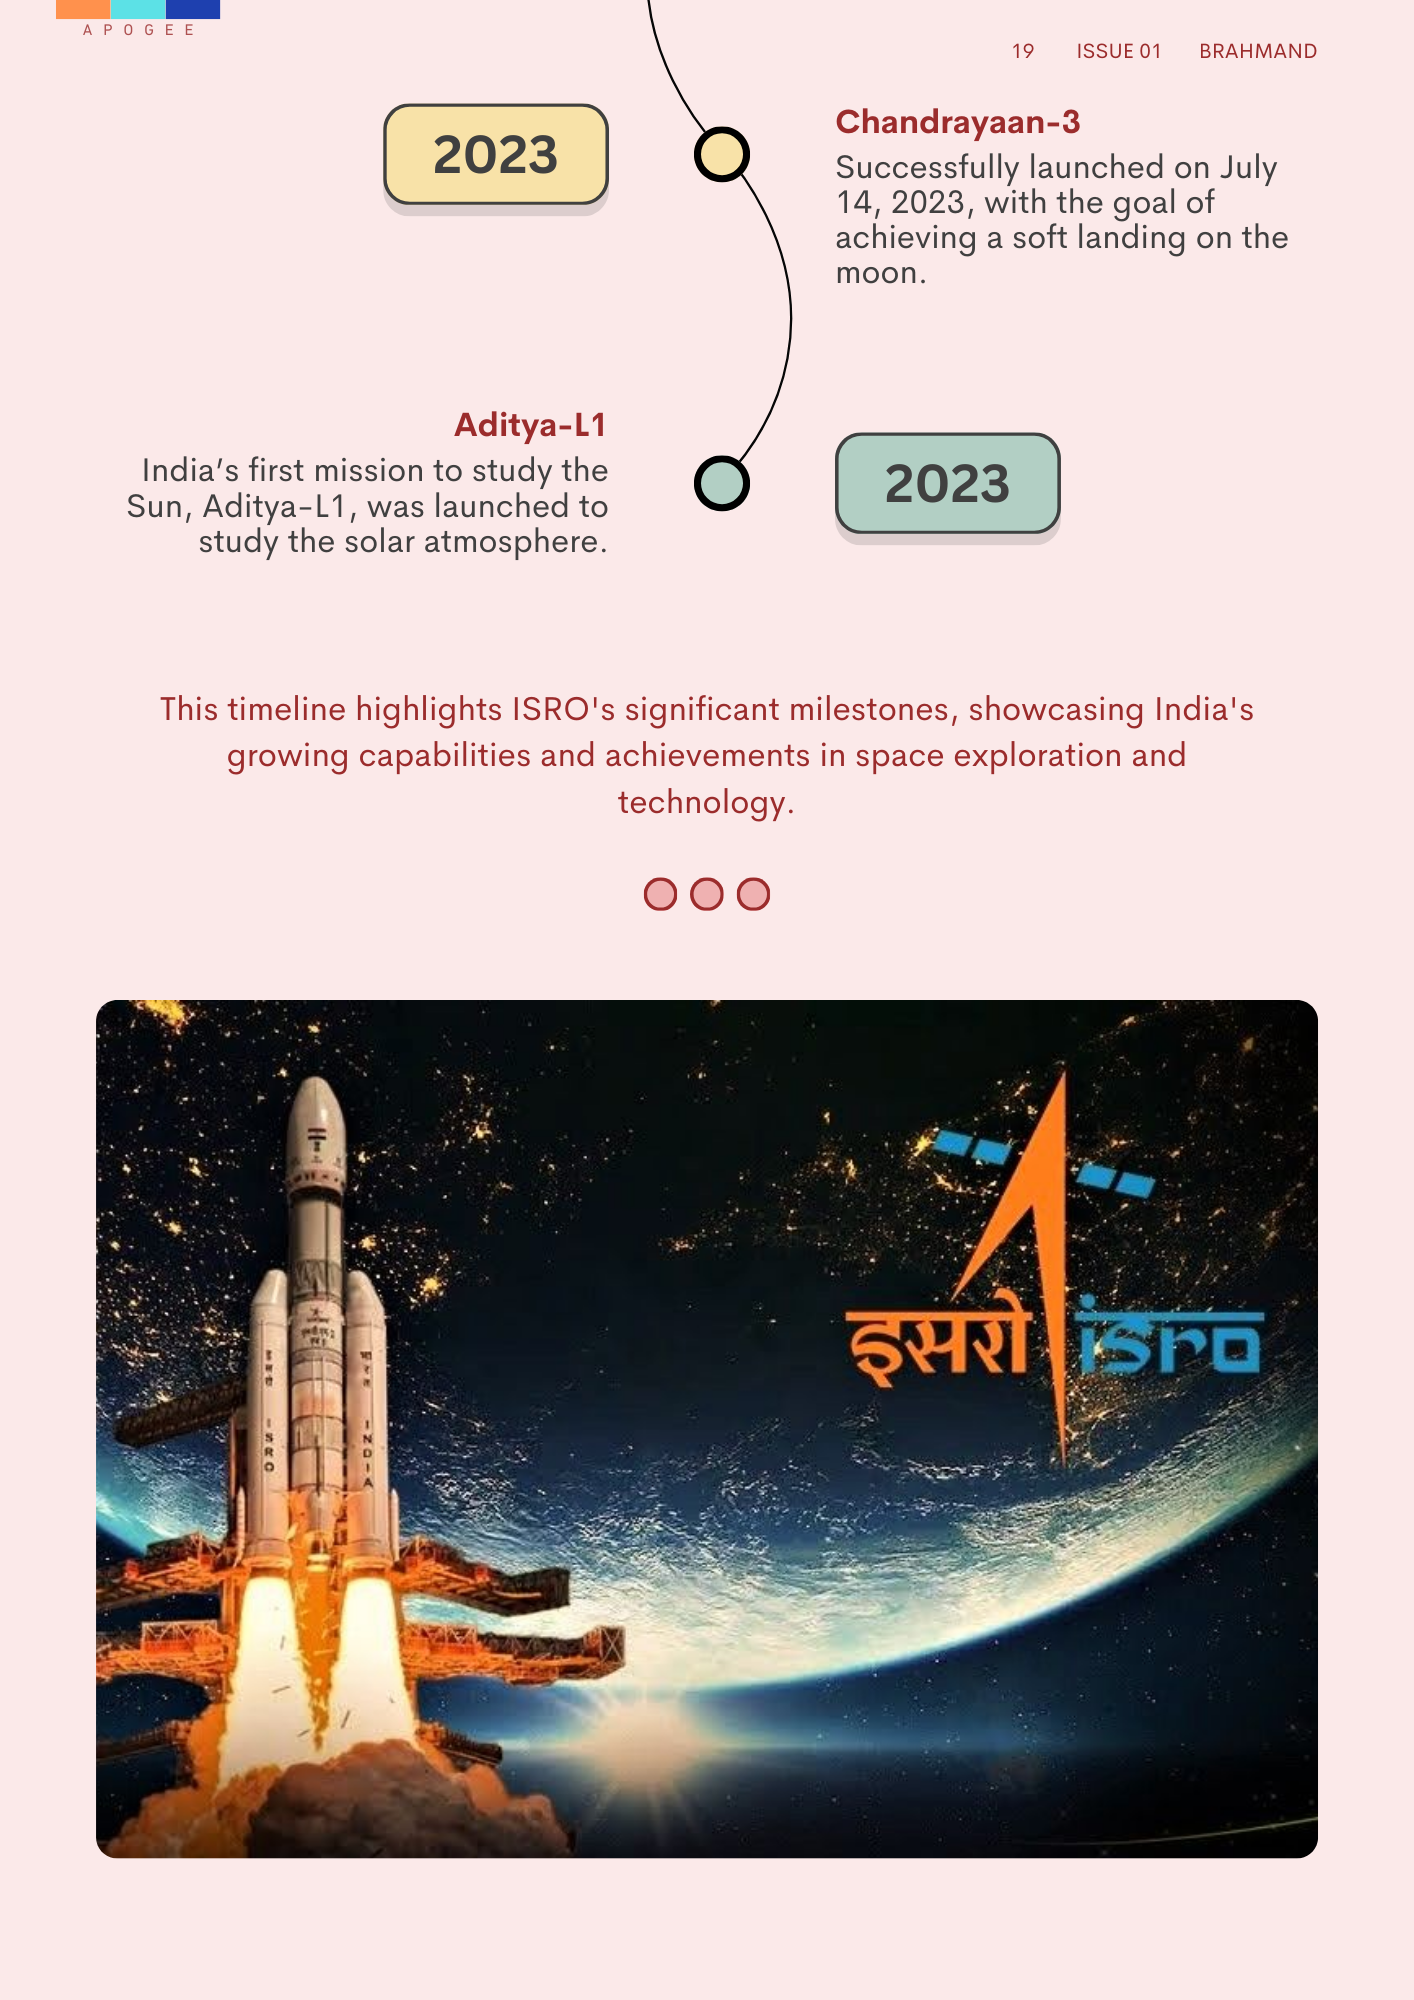 APOGEE
19 ISSUE 01 BRAHMAND
2023
Chandrayaan-3
Successfully launched on July
14, 2023, with the goal of
achieving a soft landing on the
moon.
Aditya-L1
India’s first mission to study the
Sun, Aditya-L1, was launched to
study the solar atmosphere.
2023
This timeline highlights ISRO's significant milestones, showcasing India's
growing capabilities and achievements in space exploration and
technology.
इसरो isro
ISRO
INDIA